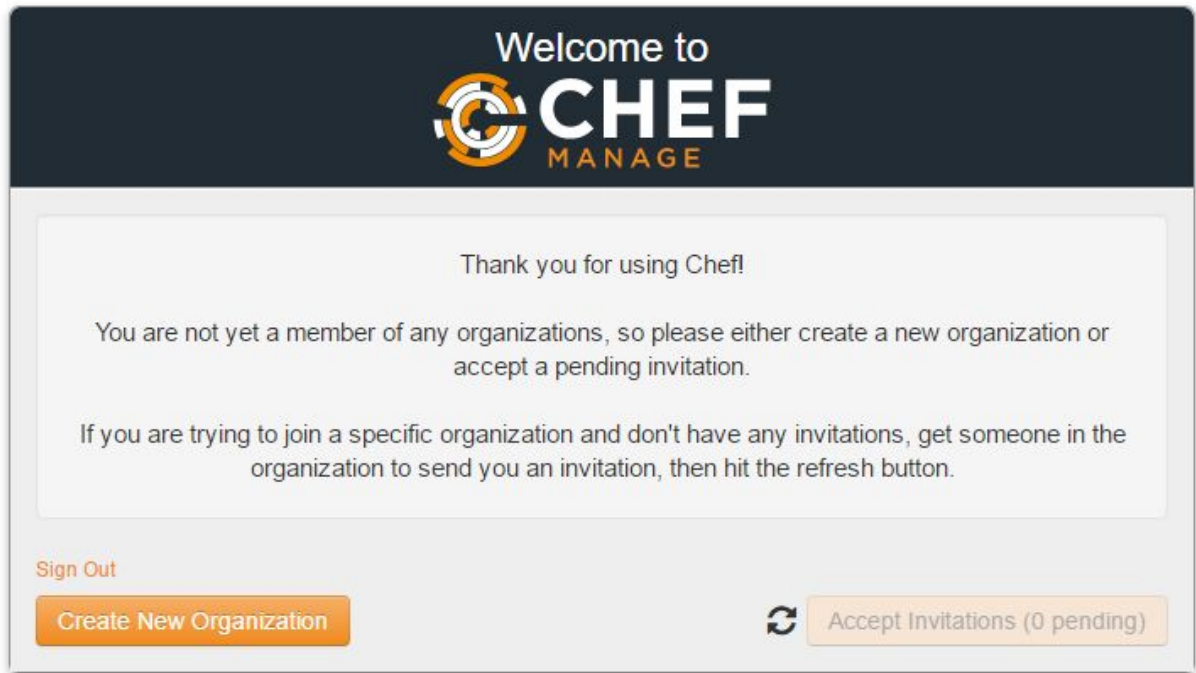 Welcome to
CHEF
MANAGE
Thank you for using Chef!
You are not yet a member of any organizations, so please either create a new organization or
accept a pending invitation.
If you are trying to join a specific organization and don't have any invitations, get someone in the
organization to send you an invitation, then hit the refresh button.
Sign Out
Create New Organization
Accept Invitations (0 pending)